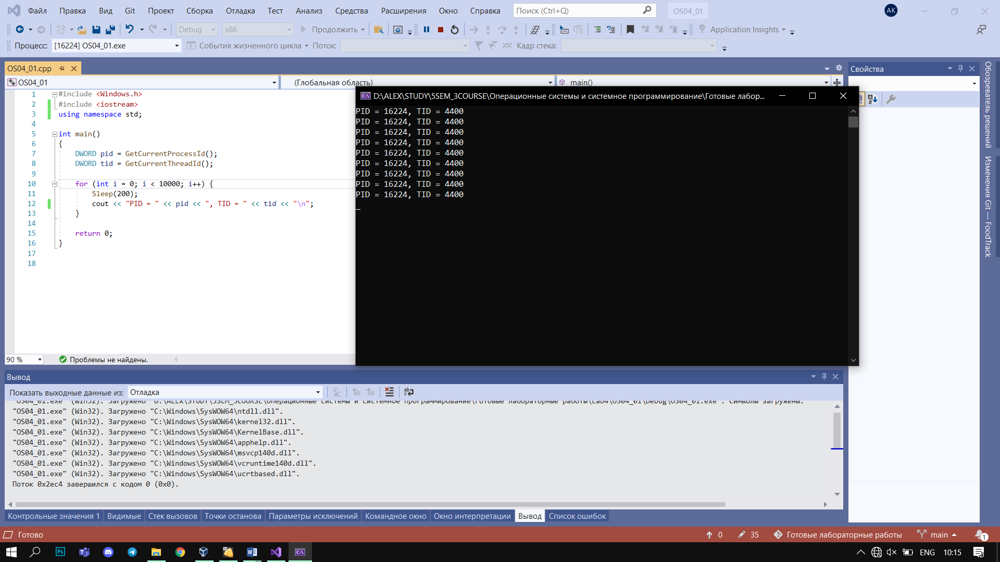 Файл Правка Вид Git Проект Сборка Отладка Тест Анализ Средства Расширения Окно Справка Поиск (Ctrl+Q) OS04_01 AK
Debug x86 Продолжить Application Insights
Процесс: [16224] OS04_01.exe События жизненного цикла Поток: Кадр стека:
OS04_01.cpp
OS04_01 (Глобальная область) main()
1 #include <Windows.h>
2 #include <iostream>
3 using namespace std;
4
5 int main()
6 {
7 DWORD pid = GetCurrentProcessId();
8 DWORD tid = GetCurrentThreadId();
9
10 for (int i = 0; i < 10000; i++) {
11 Sleep(200);
12 cout << "PID = " << pid << ", TID = " << tid << "\n";
13 }
14
15 return 0;
16 }
17
18
90 % Проблемы не найдены.
D:\ALEX\STUDY\5SEM_3COURSE\Операционные системы и системное программирование\Готовые лабор...
PID = 16224, TID = 4400
PID = 16224, TID = 4400
PID = 16224, TID = 4400
PID = 16224, TID = 4400
PID = 16224, TID = 4400
PID = 16224, TID = 4400
PID = 16224, TID = 4400
PID = 16224, TID = 4400
PID = 16224, TID = 4400
Свойства
Обозреватель решений
Изменения Git — FoodTrack
Вывод
Показать выходные данные из: Отладка
"OS04_01.exe" (Win32). Загружено "D:\ALEX\STUDY\5SEM_3COURSE\Операционные системы и системное программирование\Готовые лабораторные работы\Lab4\OS04_01\Debug\OS04_01.exe". Символы загружены.
"OS04_01.exe" (Win32). Загружено "C:\Windows\SysWOW64\ntdll.dll".
"OS04_01.exe" (Win32). Загружено "C:\Windows\SysWOW64\kernel32.dll".
"OS04_01.exe" (Win32). Загружено "C:\Windows\SysWOW64\KernelBase.dll".
"OS04_01.exe" (Win32). Загружено "C:\Windows\SysWOW64\apphelp.dll".
"OS04_01.exe" (Win32). Загружено "C:\Windows\SysWOW64\msvcp140d.dll".
"OS04_01.exe" (Win32). Загружено "C:\Windows\SysWOW64\vcruntime140d.dll".
"OS04_01.exe" (Win32). Загружено "C:\Windows\SysWOW64\ucrtbased.dll".
Поток 0x2ec4 завершился с кодом 0 (0x0).
Контрольные значения 1 Видимые Стек вызовов Точки останова Параметры исключений Командное окно Окно интерпретации Вывод Список ошибок
Готово 0 35 Готовые лабораторные работы main 1
Ps ENG 10:15